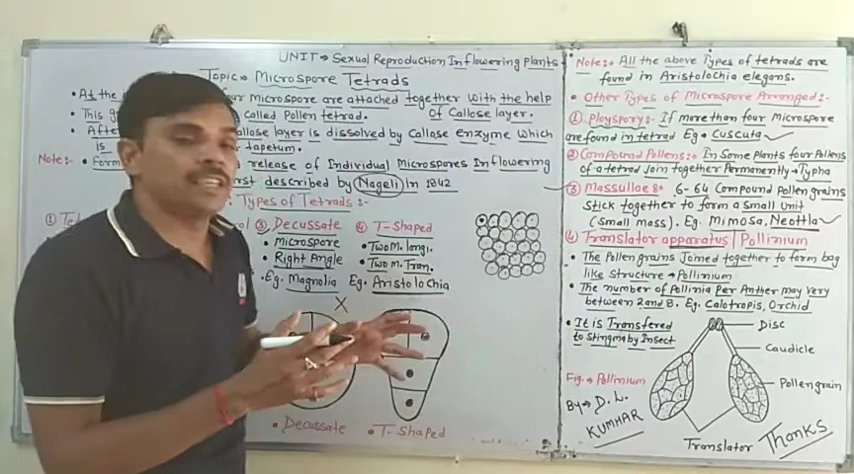 UNIT→ Sexual Reproduction In flowering Plants
Topic→ Microspore Tetrads
• At the
ur Microspore are attached together with the help
of Callose layer.
• This
called Pollen tetrad.
• After
allose layer is dissolved by Callase enzyme which
is
r tapetum.
Note:- Form
release of Individual Microspores In flowering
rst described by Nageli in 1842
Types of Tetrads:-
① Tet
al
③ Decussate
• Microspore
• Right Angle
• Eg. Magnolia
④ T-Shaped
• Two M. longi.
• Two m. Tran.
Eg. Aristolochia
X
• Decussate
• T-Shaped
Note:- All the above Types of tetrads are
found in Aristolochia elegans.
• Other Types of Microspore Arranged:-
① Ployspory:- If more than four Microspore
are found in tetrad Eg → Cuscuta
② Compound Pollens:→ In Some Plants four Pollens
of a tetrad Join together Permanently → Typha
③ Massullae:- 6-64 Compound Pollen grains
Stick together to form a Small Unit
(Small mass). Eg. Mimosa, Neottla
④ Translator apparatus/Pollinium
• The Pollen grains Joined together to form bag
like Structure → Pollinium
• The number of Pollinia Per Anther may very
between 2 and 8. Eg. Calotropis, Orchid
• It is Transfered
to Stingma by Insect
Disc
Caudicle
Pollengrain
Fig.→ Pollinium
By→ D.L.
KUMHAR
Translator
Thanks